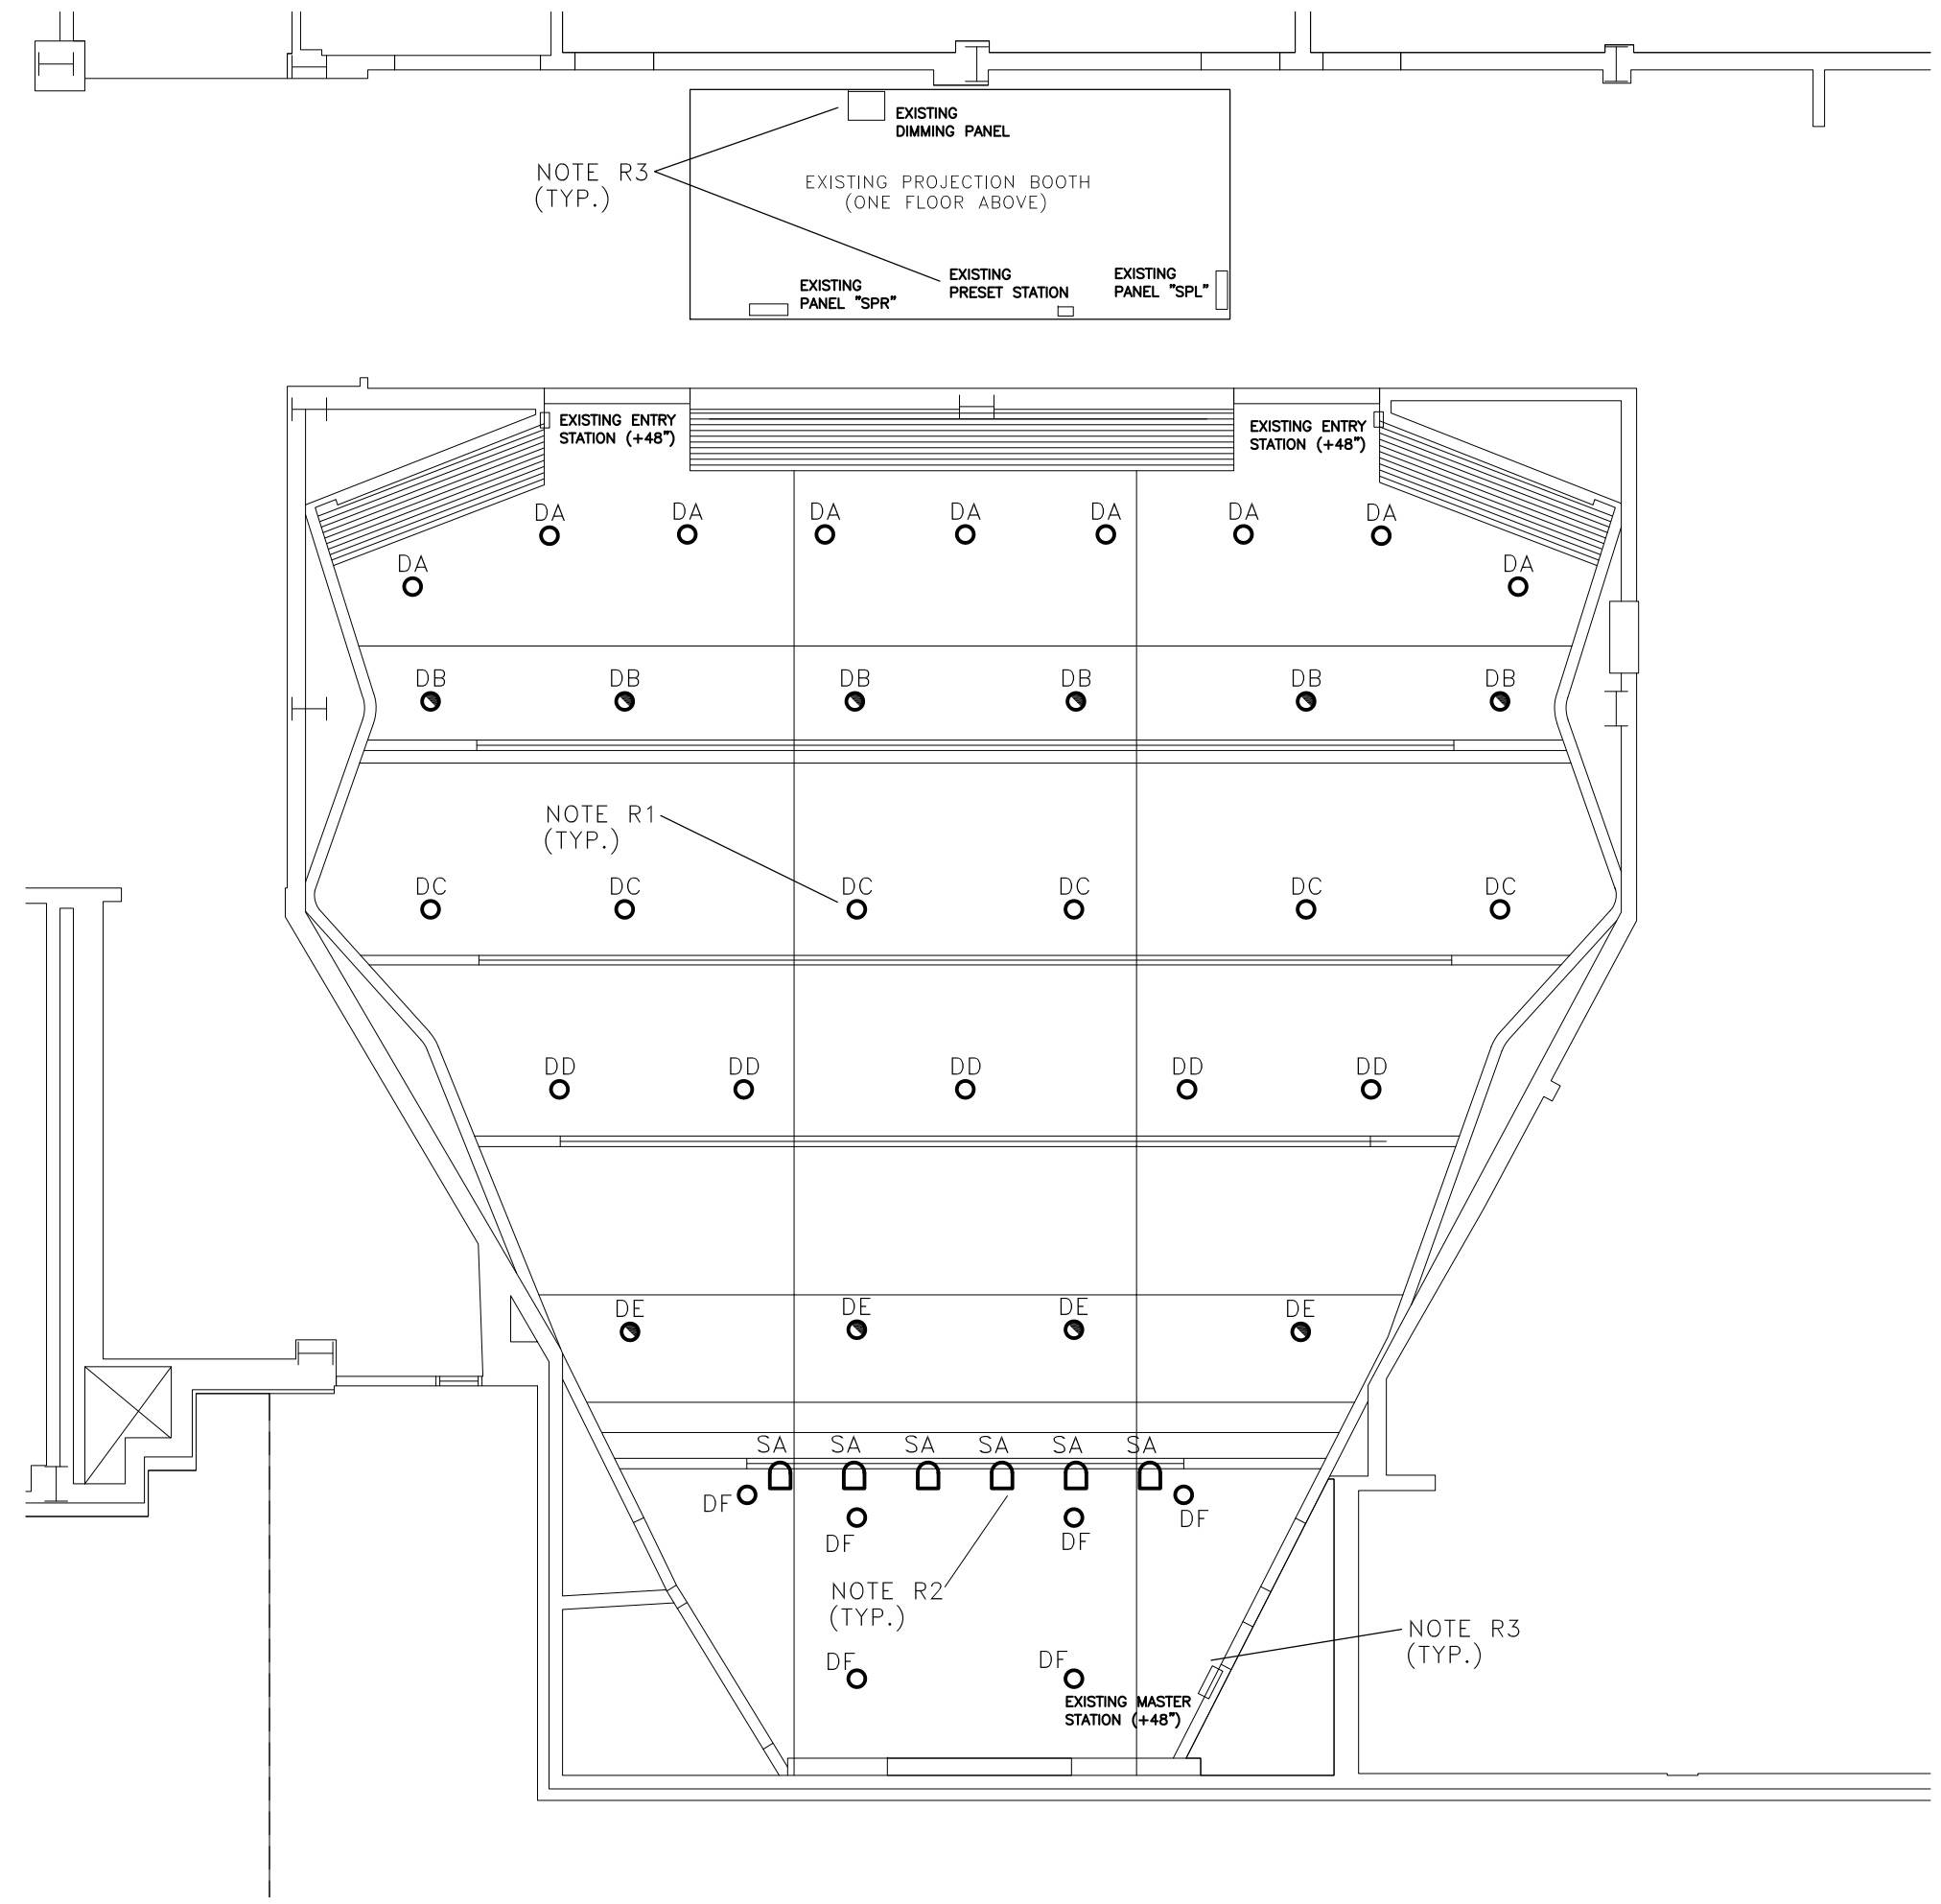 EXISTING
DIMMING PANEL
NOTE R3
(TYP.)
EXISTING PROJECTION BOOTH
(ONE FLOOR ABOVE)
EXISTING
PANEL "SPR"
EXISTING
PRESET STATION
EXISTING
PANEL "SPL"
EXISTING ENTRY
STATION (+48")
EXISTING ENTRY
STATION (+48")
DA
DA
DA
DA
DA
DA
DA
DA
DA
DB
DB
DB
DB
DB
DB
NOTE R1
(TYP.)
DC
DC
DC
DC
DC
DC
DD
DD
DD
DD
DD
DE
DE
DE
DE
SA
SA
SA
SA
SA
SA
DF
DF
DF
DF
NOTE R2
(TYP.)
NOTE R3
(TYP.)
DF
DF
EXISTING MASTER
STATION (+48")